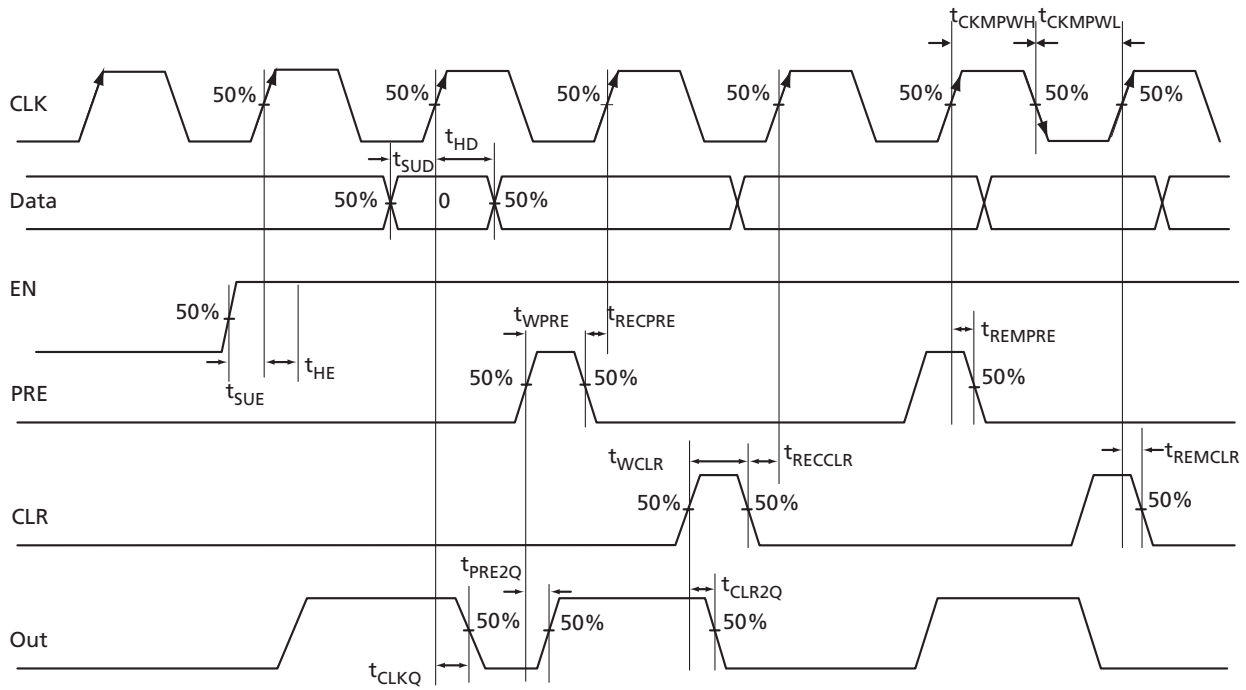 tCKMPWH tCKMPWL
CLK 50% 50% 50% 50% 50% 50% 50%
tSUD tHD
Data 50% 0 50%
EN 50%
tSUE tHE
tWPRE tRECPRE tREMPRE
PRE 50% 50% 50%
tWCLR tRECCLR tREMCLR
CLR 50% 50% 50%
tPRE2Q tCLR2Q
Out 50% 50% 50%
tCLKQ